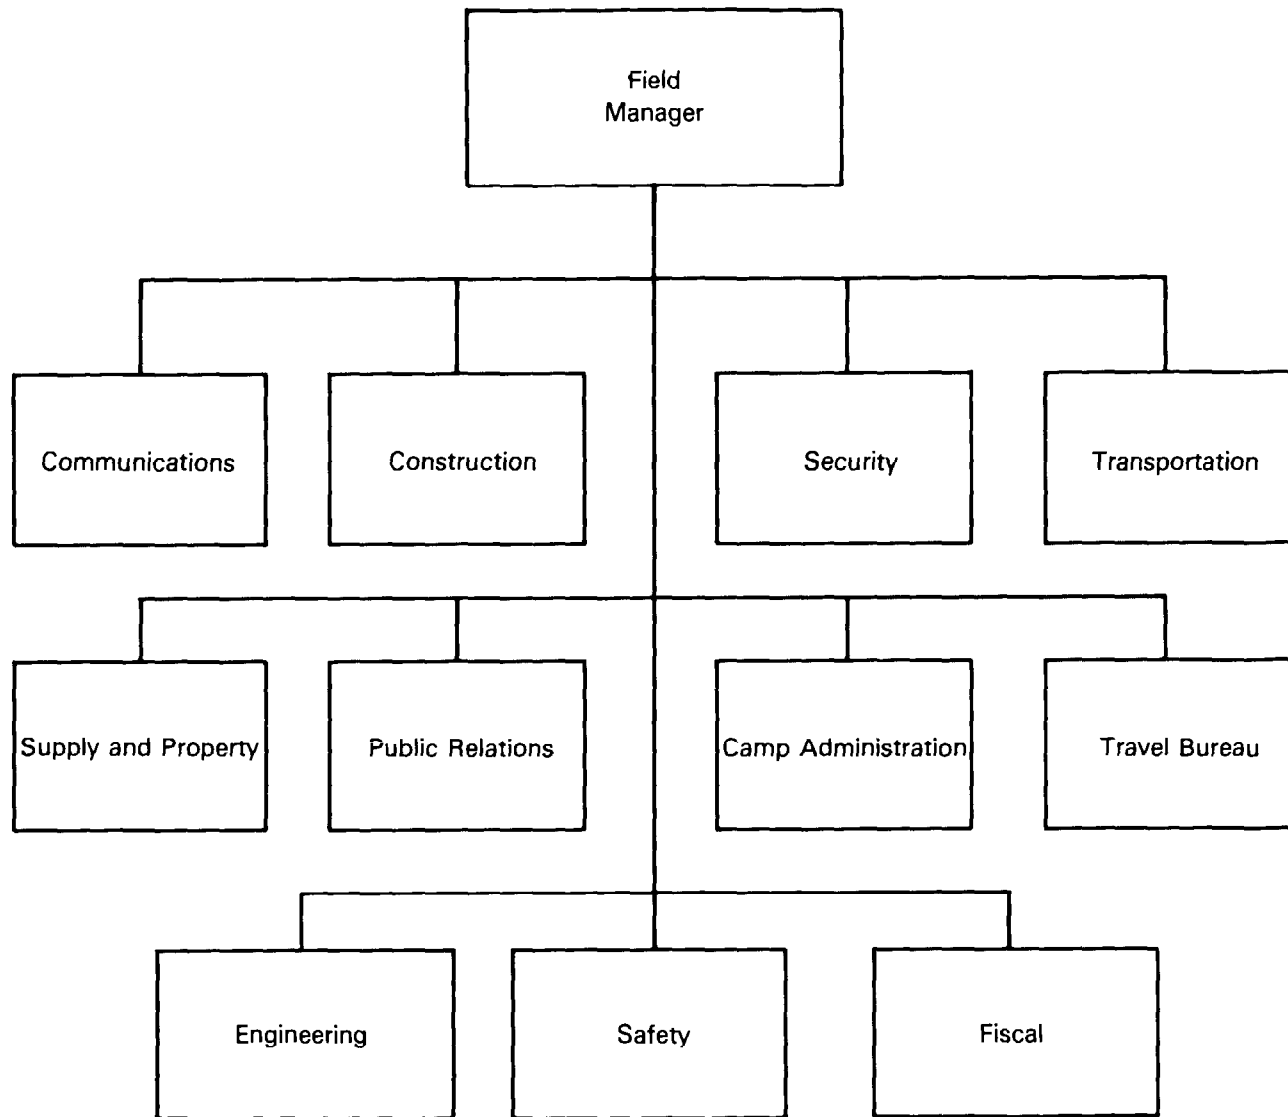 Field
Manager
Communications
Construction
Security
Transportation
Supply and Property
Public Relations
Camp Administration
Travel Bureau
Engineering
Safety
Fiscal